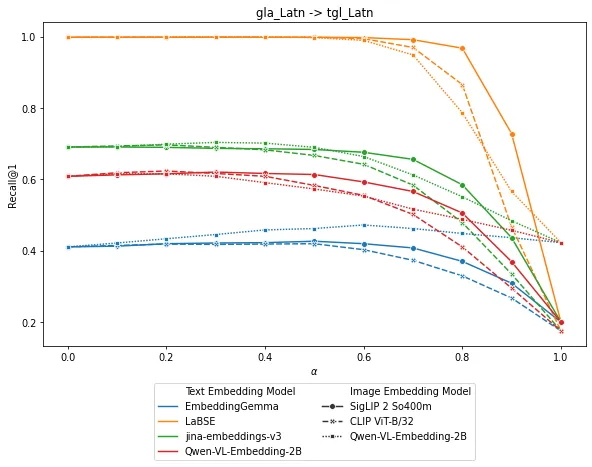 gla_Latn -> tgl_Latn
Recall@1
1.0
0.8
0.6
0.4
0.2
0.0 0.2 0.4 0.6 0.8 1.0
α
Text Embedding Model Image Embedding Model
EmbeddingGemma SigLIP 2 So400m
LaBSE CLIP ViT-B/32
jina-embeddings-v3 Qwen-VL-Embedding-2B
Qwen-VL-Embedding-2B